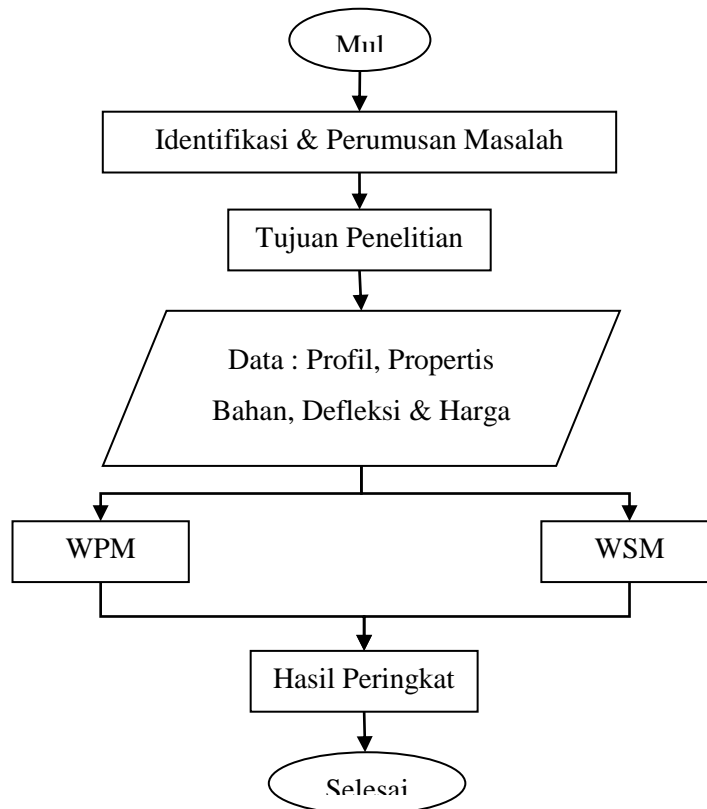 Mul
Identifikasi & Perumusan Masalah
Tujuan Penelitian
Data : Profil, Propertis
Bahan, Defleksi & Harga
WPM
WSM
Hasil Peringkat
Selesai